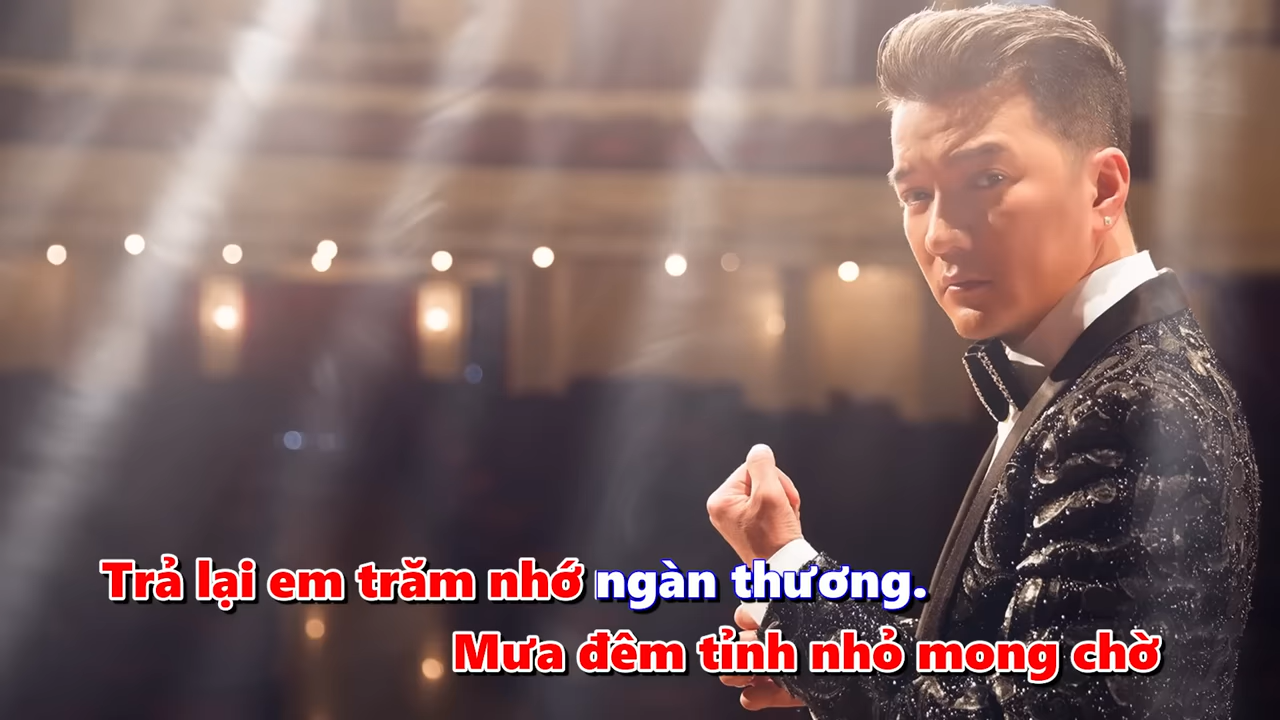 Trả lại em trăm nhớ ngàn thương.
Mưa đêm tỉnh nhỏ mong chờ